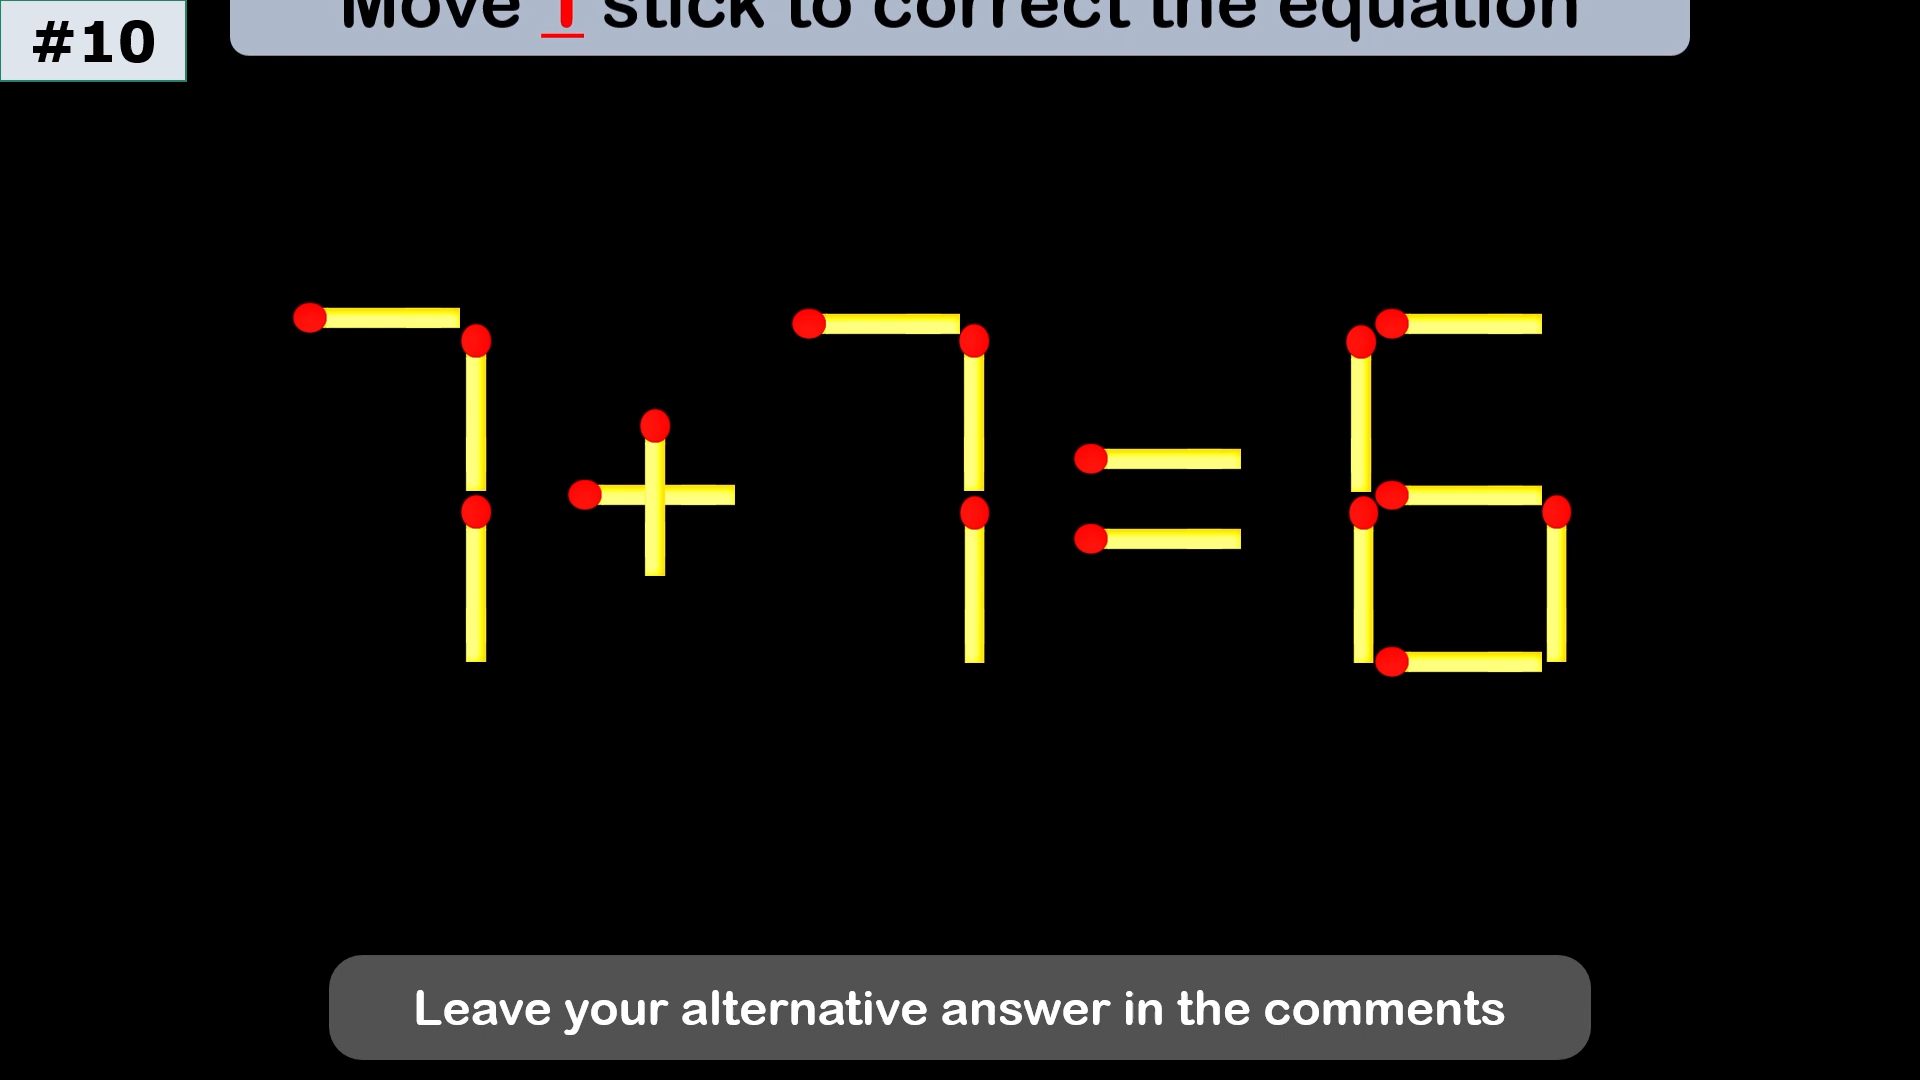 #10
Move 1 stick to correct the equation
7+7=6
Leave your alternative answer in the comments